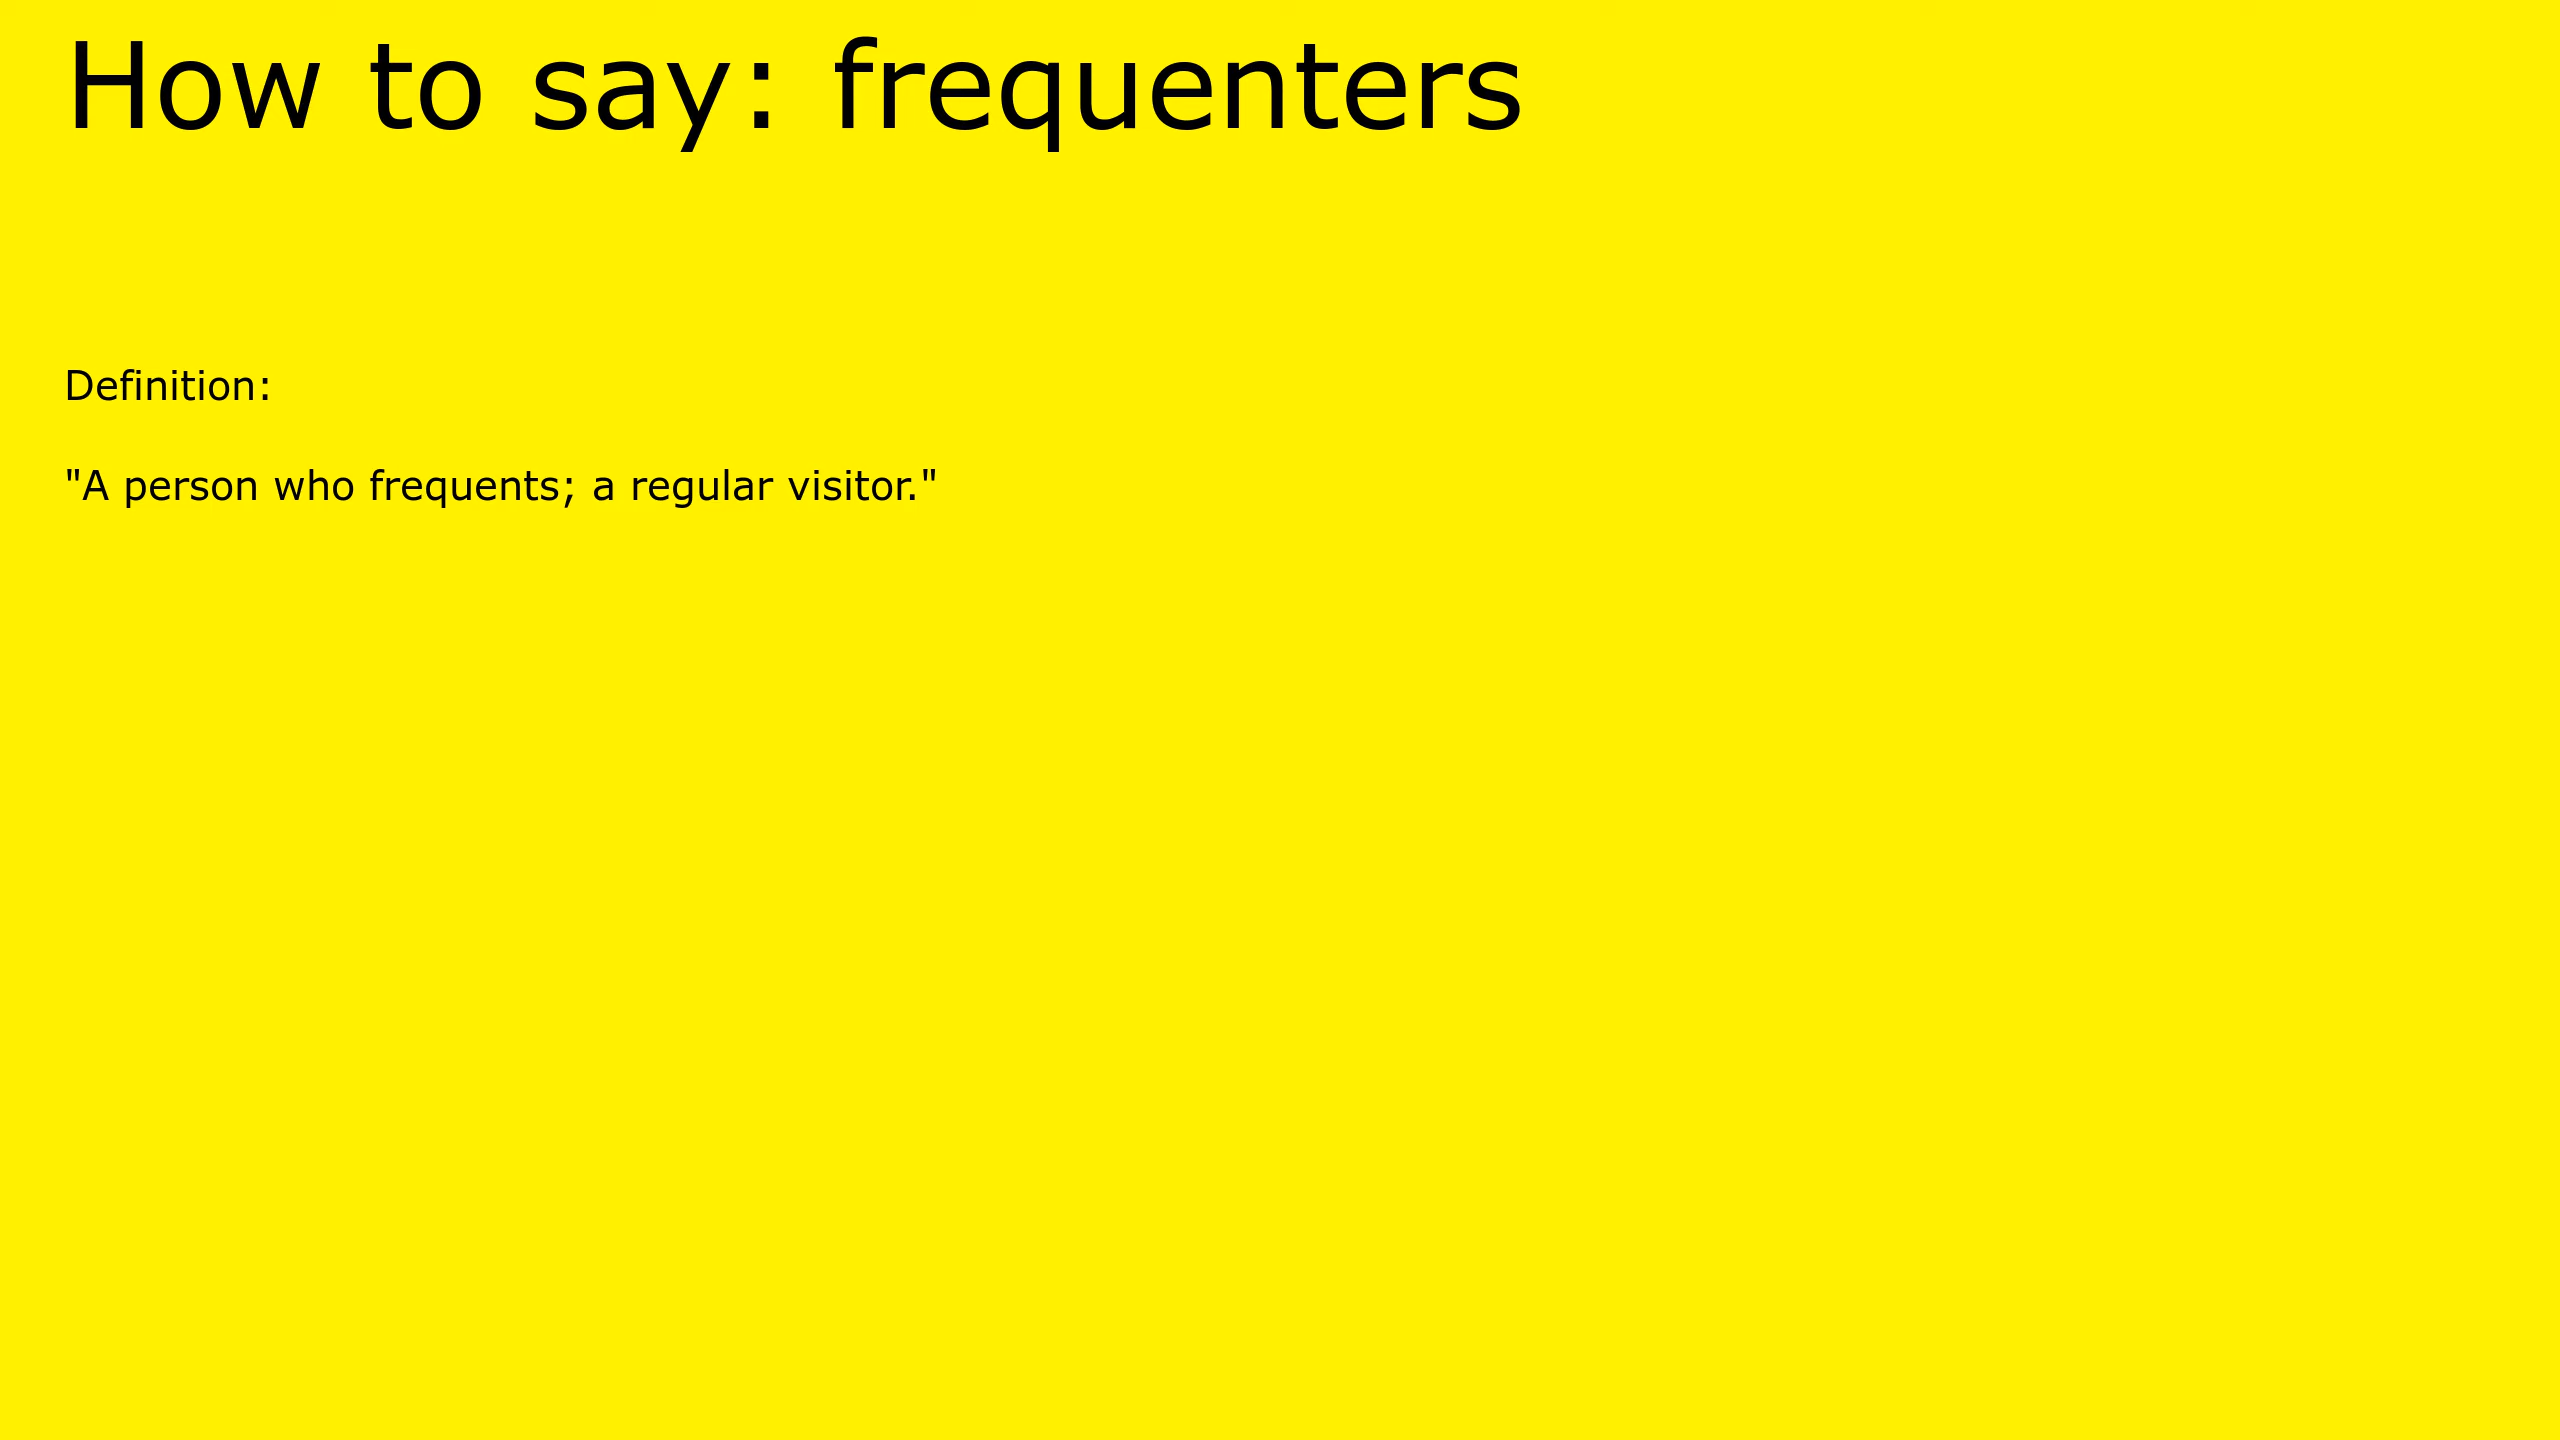 How to say: frequenters
Definition:
"A person who frequents; a regular visitor."